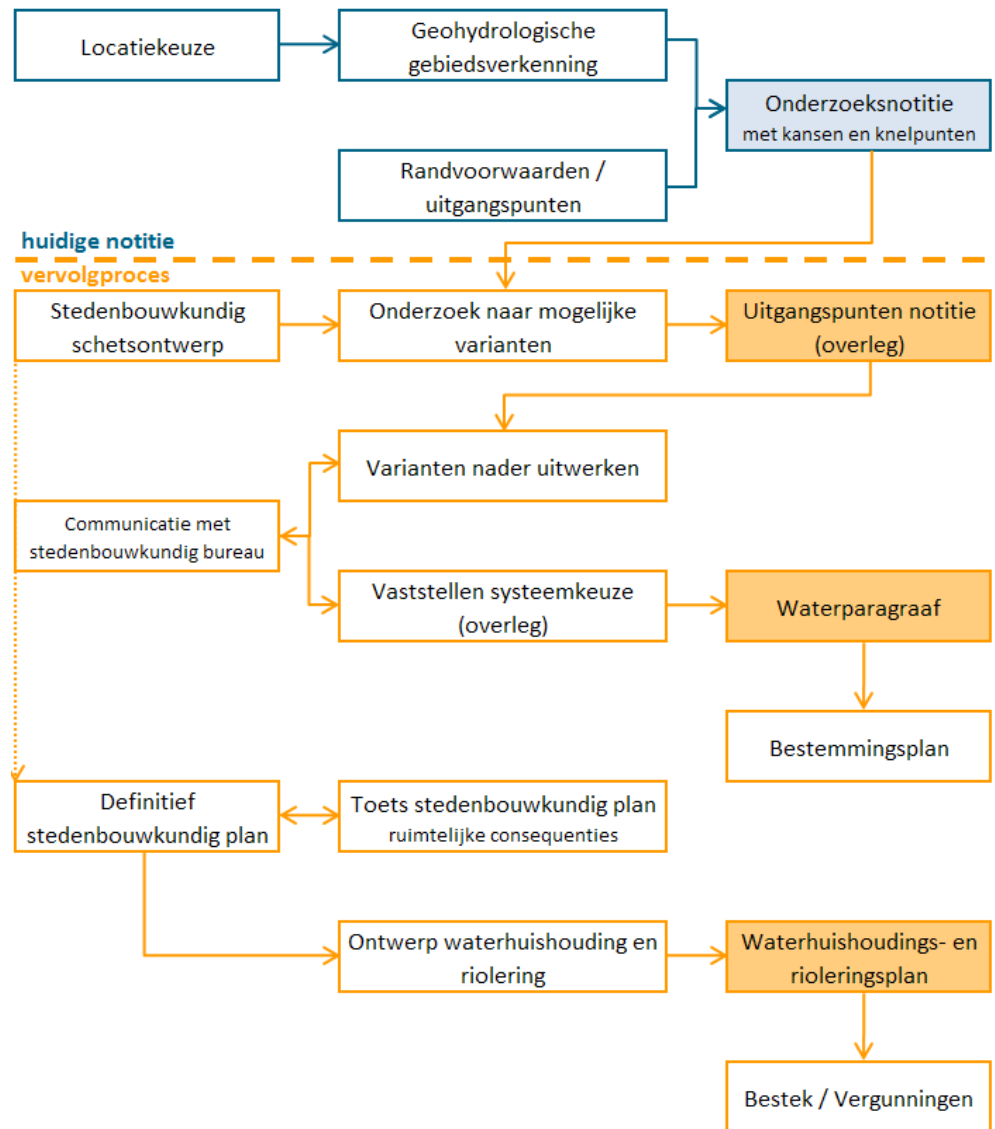 Locatiekeuze
Geohydrologische
gebiedsverkenning
Onderzoeksnotitie
met kansen en knelpunten
Randvoorwaarden /
uitgangspunten
huidige notitie
vervolgproces
Stedenbouwkundig
schetsontwerp
Onderzoek naar mogelijke
varianten
Uitgangspunten notitie
(overleg)
Varianten nader uitwerken
Communicatie met
stedenbouwkundig bureau
Vaststellen systeemkeuze
(overleg)
Waterparagraaf
Bestemmingsplan
Definitief
stedenbouwkundig plan
Toets stedenbouwkundig plan
ruimtelijke consequenties
Ontwerp waterhuishouding en
riolering
Waterhuishoudings- en
rioleringsplan
Bestek / Vergunningen